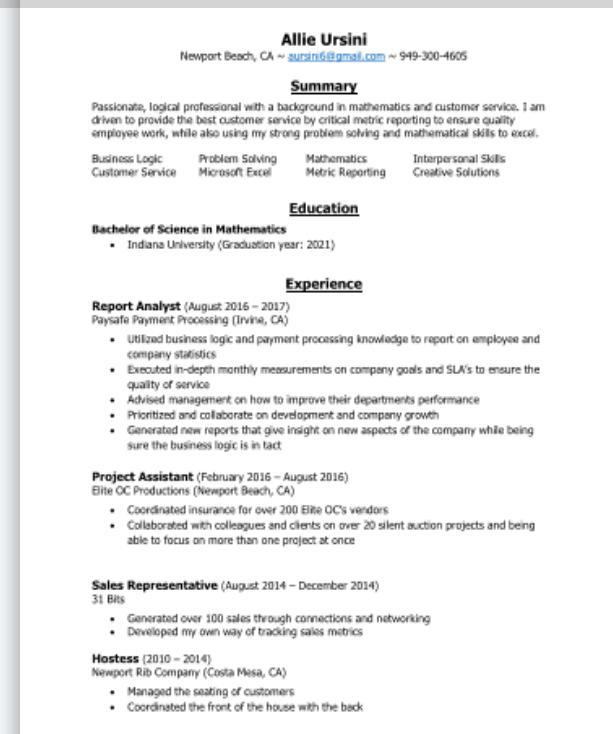 Allie Ursini
Newport Beach, CA ~ aursini6@gmail.com ~ 949-300-4605
Summary
Passionate, logical professional with a background in mathematics and customer service. I am
driven to provide the best customer service by critical metric reporting to ensure quality
employee work, while also using my strong problem solving and mathematical skills to excel.
Business Logic Problem Solving Mathematics Interpersonal Skills
Customer Service Microsoft Excel Metric Reporting Creative Solutions
Education
Bachelor of Science in Mathematics
• Indiana University (Graduation year: 2021)
Experience
Report Analyst (August 2016 – 2017)
Paysafe Payment Processing (Irvine, CA)
• Utilized business logic and payment processing knowledge to report on employee and
company statistics
• Executed in-depth monthly measurements on company goals and SLA's to ensure the
quality of service
• Advised management on how to improve their departments performance
• Prioritized and collaborate on development and company growth
• Generated new reports that give insight on new aspects of the company while being
sure the business logic is in tact
Project Assistant (February 2016 – August 2016)
Elite OC Productions (Newport Beach, CA)
• Coordinated insurance for over 200 Elite OC's vendors
• Collaborated with colleagues and clients on over 20 silent auction projects and being
able to focus on more than one project at once
Sales Representative (August 2014 – December 2014)
31 Bits
• Generated over 100 sales through connections and networking
• Developed my own way of tracking sales metrics
Hostess (2010 – 2014)
Newport Rib Company (Costa Mesa, CA)
• Managed the seating of customers
• Coordinated the front of the house with the back